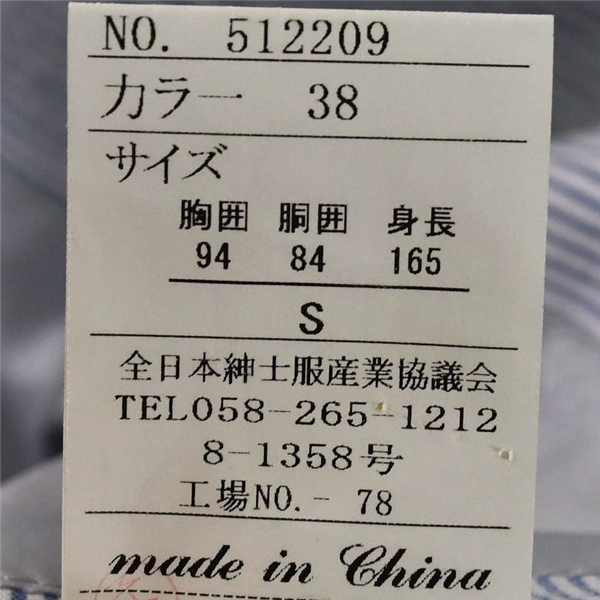 NO. 512209
カラー 38
サイズ
胸囲 胴囲 身長
94 84 165
S
全日本紳士服産業協議会
TEL058-265-1212
8-1358号
工場NO.- 78
made in China